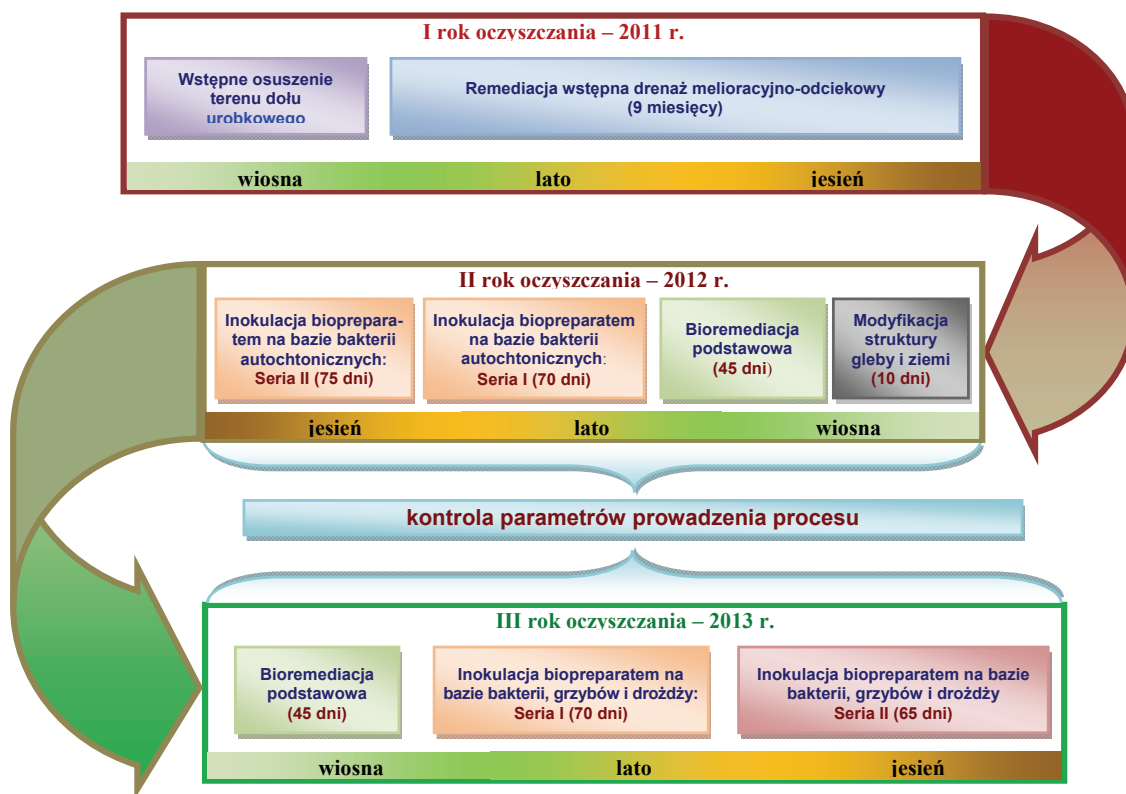 I rok oczyszczania – 2011 r.
Wstępne osuszenie
terenu dołu
urobkowego
Remediacja wstępna drenaż melioracyjno-odciekowy
(9 miesięcy)
wiosna lato jesień
II rok oczyszczania – 2012 r.
Inokulacja bioprepara-
tem na bazie bakterii
autochtonicznych:
Seria II (75 dni)
Inokulacja biopreparatem
na bazie bakterii
autochtonicznych:
Seria I (70 dni)
Bioremediacja
podstawowa
(45 dni)
Modyfikacja
struktury
gleby i ziemi
(10 dni)
jesień lato wiosna
kontrola parametrów prowadzenia procesu
III rok oczyszczania – 2013 r.
Bioremediacja
podstawowa
(45 dni)
Inokulacja biopreparatem na
bazie bakterii, grzybów i drożdży:
Seria I (70 dni)
Inokulacja biopreparatem na bazie
bakterii, grzybów i drożdży
Seria II (65 dni)
wiosna lato jesień